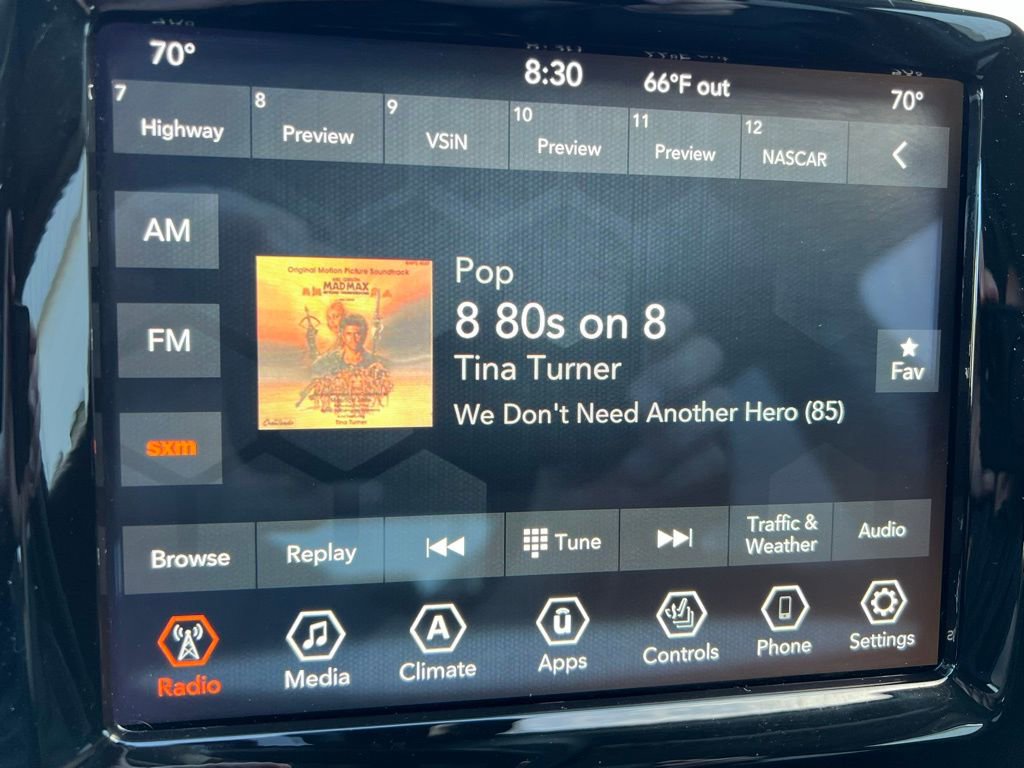 70°
8:30
66°F out
70°
7
Highway
8
Preview
9
VSiN
10
Preview
11
Preview
12
NASCAR
AM
Original Motion Picture Soundtrack
MAD MAX
BEYOND THUNDERDOME
Tina Turner
Pop
8 80s on 8
Tina Turner
We Don't Need Another Hero (85)
Fav
FM
sxm
Browse
Replay
Tune
Traffic &
Weather
Audio
Radio
Media
A
Climate
û
Apps
Controls
Phone
Settings